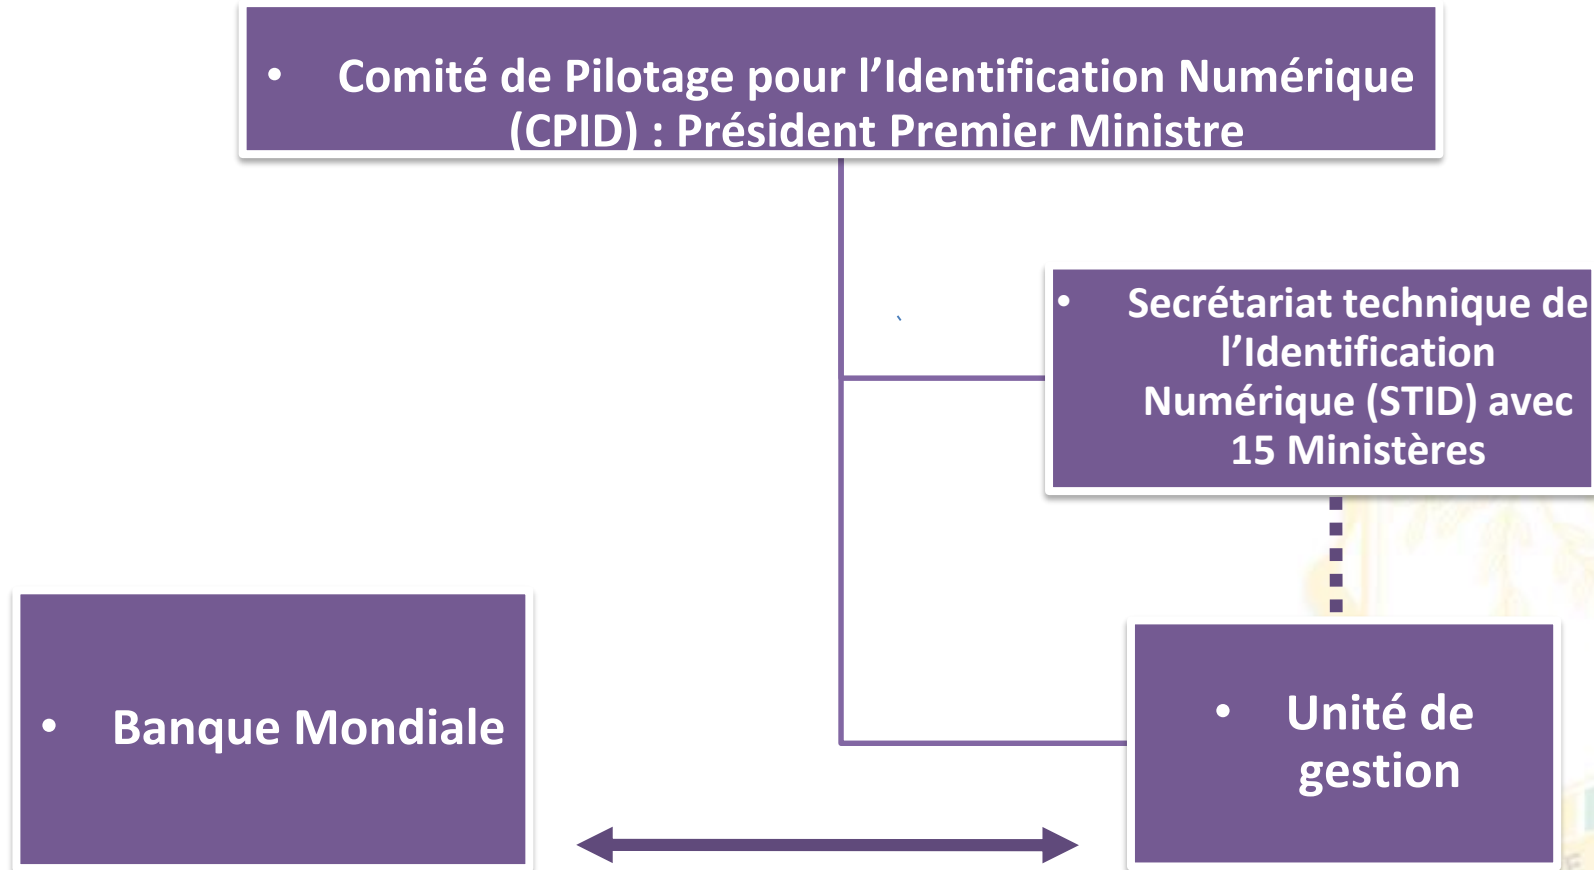 • Comité de Pilotage pour l’Identification Numérique
(CPID) : Président Premier Ministre
• Secrétariat technique de
l’Identification
Numérique (STID) avec
15 Ministères
• Banque Mondiale
• Unité de
gestion